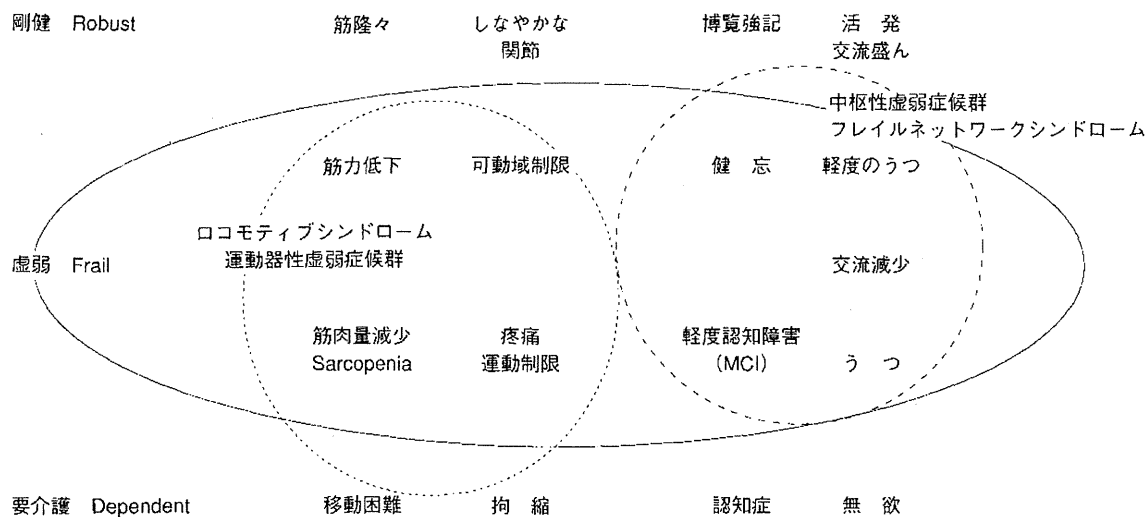 剛健 Robust 筋隆々 しなやかな 博覧強記 活 発
関節 交流盛ん
中枢性虚弱症候群
フレイルネットワークシンドローム
筋力低下 可動域制限 健 忘 軽度のうつ
ロコモティブシンドローム
運動器性虚弱症候群
虚弱 Frail 交流減少
筋肉量減少 疼痛 軽度認知障害
Sarcopenia 運動制限 (MCI) う つ
要介護 Dependent 移動困難 拘 縮 認知症 無 欲